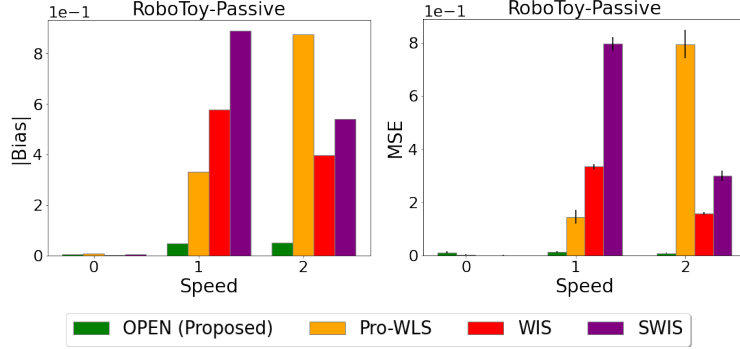 RoboToy-Passive
1e−1
8
6
4
2
0
|Bias|
0 1 2
Speed
RoboToy-Passive
1e−1
8
6
4
2
0
MSE
0 1 2
Speed
OPEN (Proposed) Pro-WLS WIS SWIS